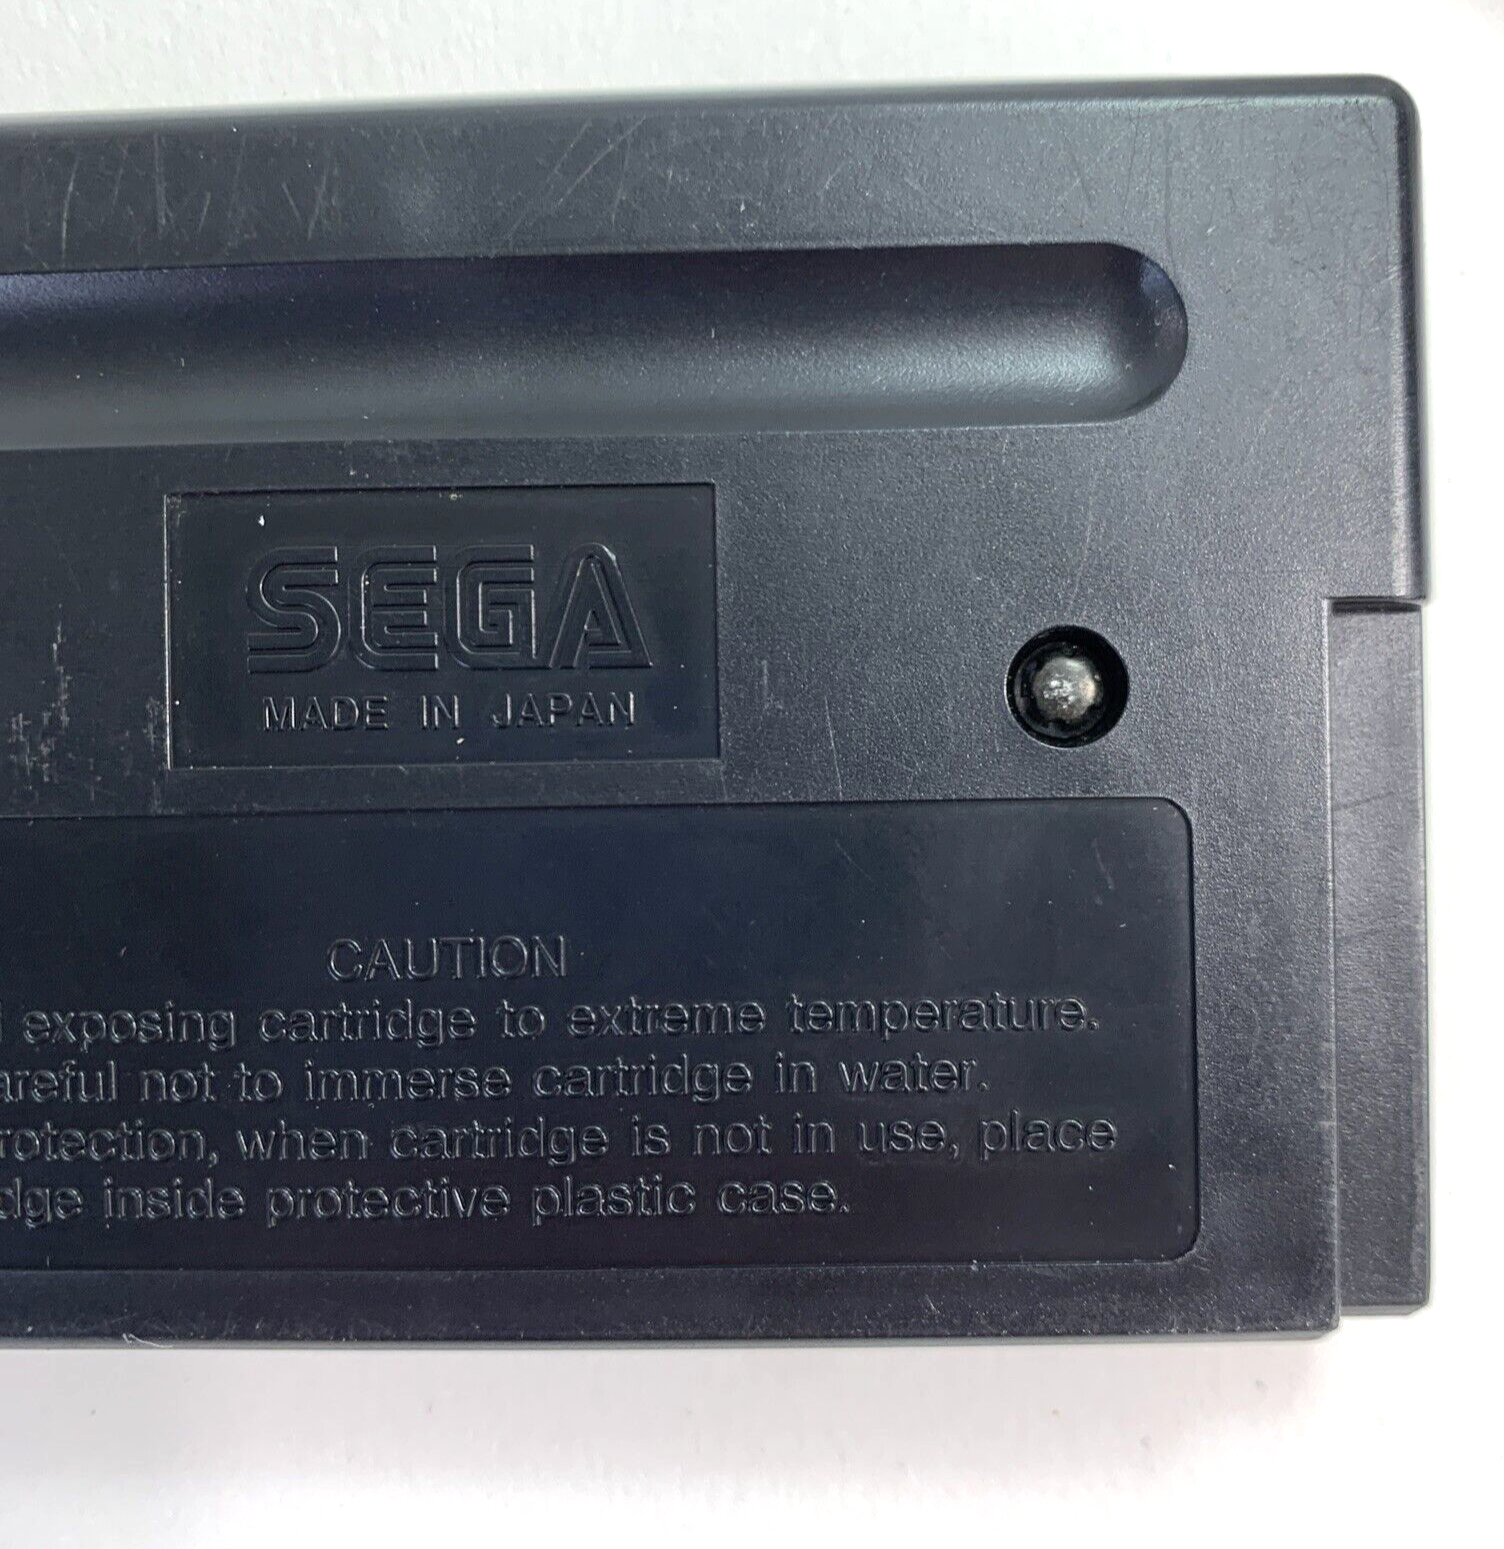 SEGA
MADE IN JAPAN
CAUTION
exposing cartridge to extreme temperature.
areful not to immerse cartridge in water.
rotection, when cartridge is not in use, place
dge inside protective plastic case.